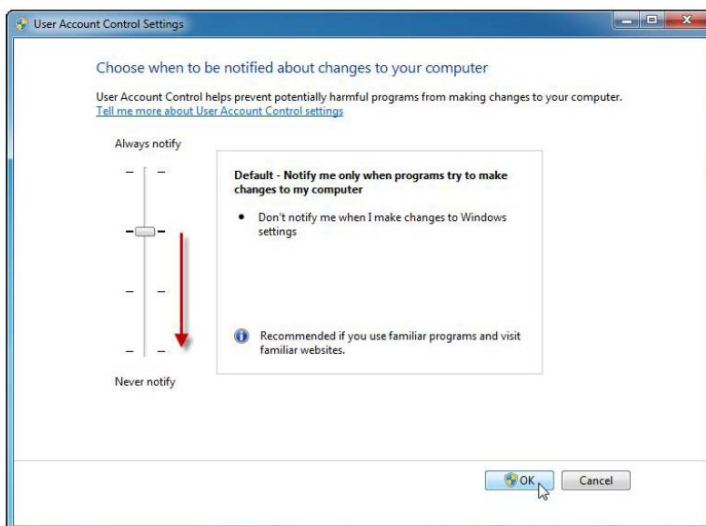 User Account Control Settings
Choose when to be notified about changes to your computer
User Account Control helps prevent potentially harmful programs from making changes to your computer.
Tell me more about User Account Control settings
Always notify
Default - Notify me only when programs try to make
changes to my computer
• Don't notify me when I make changes to Windows
settings
Recommended if you use familiar programs and visit
familiar websites.
Never notify
OK
Cancel